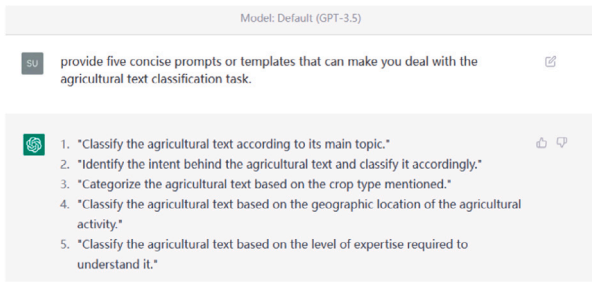 Model: Default (GPT-3.5)
SU
provide five concise prompts or templates that can make you deal with the
agricultural text classification task.
1. "Classify the agricultural text according to its main topic."
2. "Identify the intent behind the agricultural text and classify it accordingly."
3. "Categorize the agricultural text based on the crop type mentioned."
4. "Classify the agricultural text based on the geographic location of the agricultural
activity."
5. "Classify the agricultural text based on the level of expertise required to
understand it."